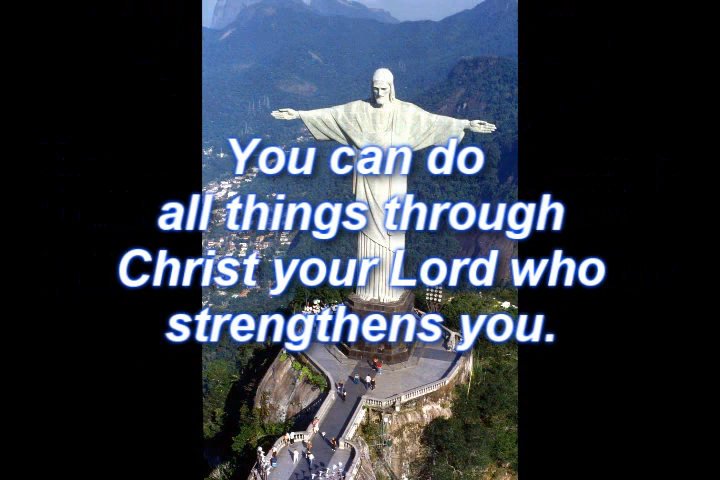 You can do
all things through
Christ your Lord who
strengthens you.